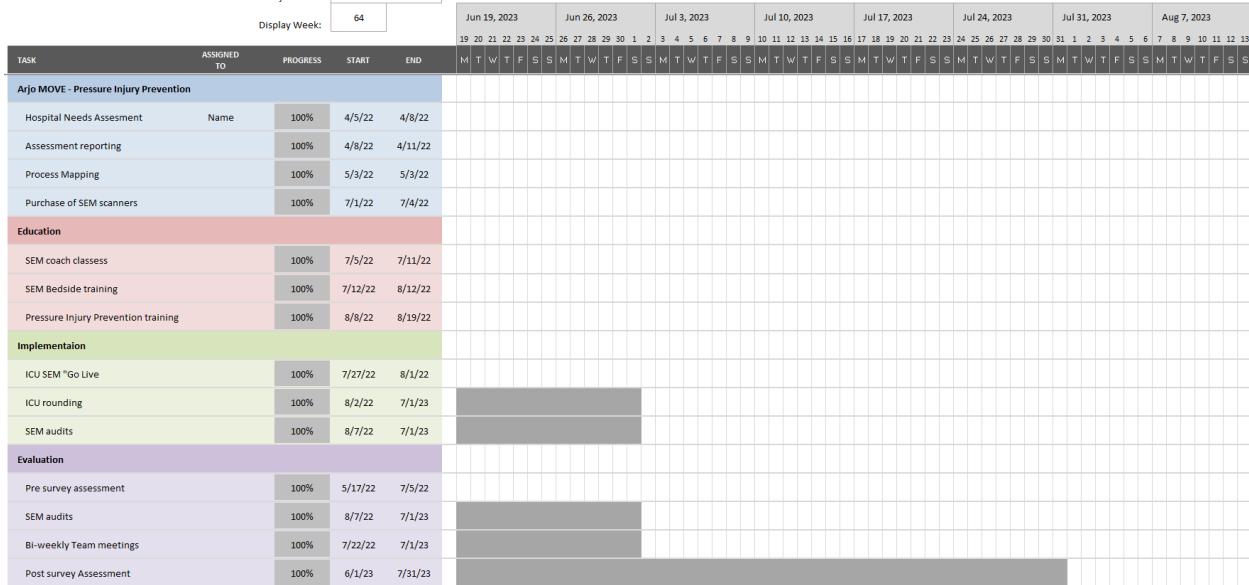 Display Week: 64
Jun 19, 2023 Jun 26, 2023 Jul 3, 2023 Jul 10, 2023 Jul 17, 2023 Jul 24, 2023 Jul 31, 2023 Aug 7, 2023
19 20 21 22 23 24 25 26 27 28 29 30 1 2 3 4 5 6 7 8 9 10 11 12 13 14 15 16 17 18 19 20 21 22 23 24 25 26 27 28 29 30 31 1 2 3 4 5 6 7 8 9 10 11 12 13
TASK ASSIGNED TO PROGRESS START END M T W T F S S M T W T F S S M T W T F S S M T W T F S S M T W T F S S M T W T F S S M T W T F S S M T W T F S S
Arjo MOVE - Pressure Injury Prevention
Hospital Needs Assesment Name 100% 4/5/22 4/8/22
Assessment reporting 100% 4/8/22 4/11/22
Process Mapping 100% 5/3/22 5/3/22
Purchase of SEM scanners 100% 7/1/22 7/4/22
Education
SEM coach classess 100% 7/5/22 7/11/22
SEM Bedside training 100% 7/12/22 8/12/22
Pressure Injury Prevention training 100% 8/8/22 8/19/22
Implementaion
ICU SEM "Go Live 100% 7/27/22 8/1/22
ICU rounding 100% 8/2/22 7/1/23
SEM audits 100% 8/7/22 7/1/23
Evaluation
Pre survey assessment 100% 5/17/22 7/5/22
SEM audits 100% 8/7/22 7/1/23
Bi-weekly Team meetings 100% 7/22/22 7/1/23
Post survey Assessment 100% 6/1/23 7/31/23